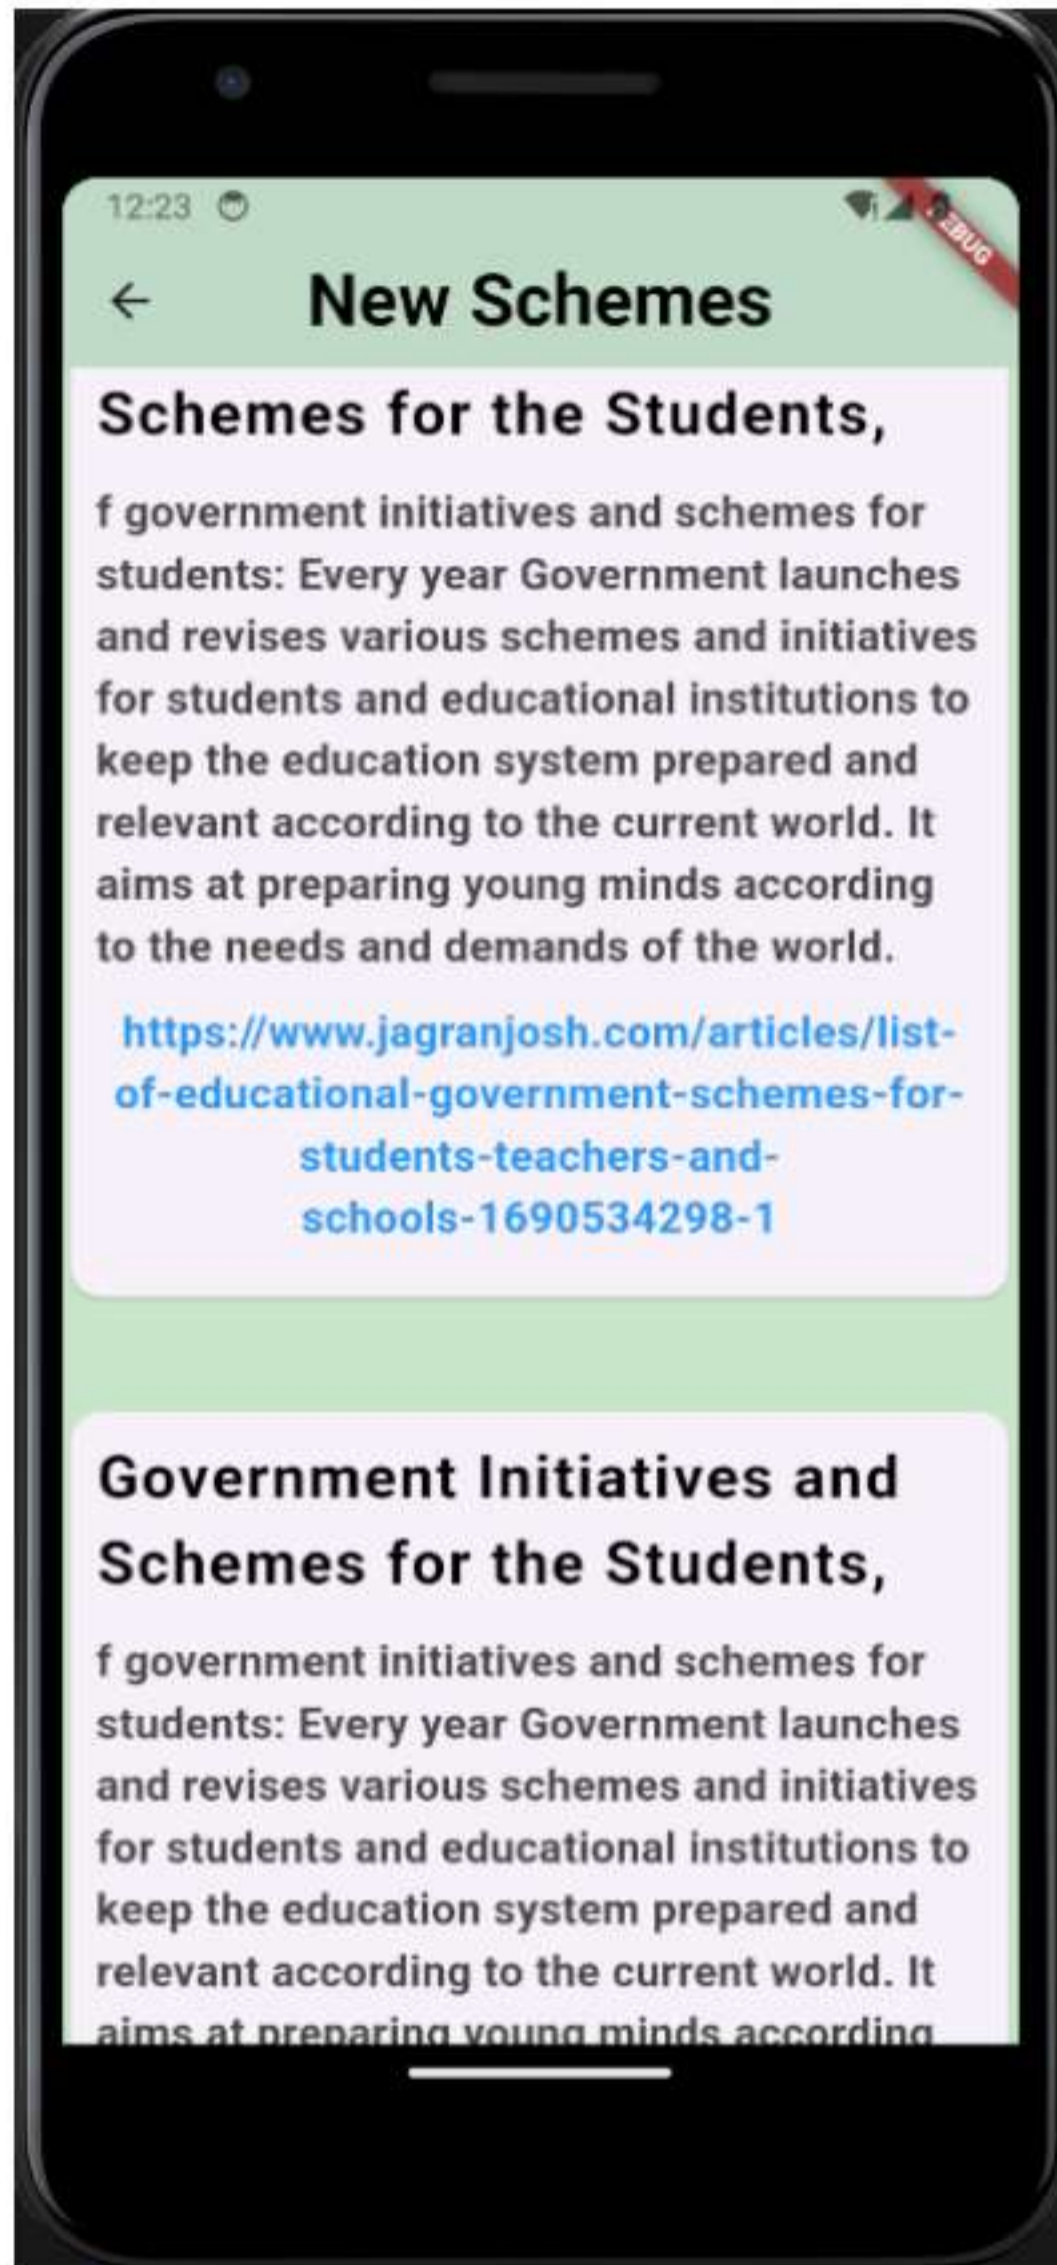 12:23
New Schemes
Schemes for the Students,
f government initiatives and schemes for
students: Every year Government launches
and revises various schemes and initiatives
for students and educational institutions to
keep the education system prepared and
relevant according to the current world. It
aims at preparing young minds according
to the needs and demands of the world.
https://www.jagranjosh.com/articles/list-
of-educational-government-schemes-for-
students-teachers-and-
schools-1690534298-1
Government Initiatives and
Schemes for the Students,
f government initiatives and schemes for
students: Every year Government launches
and revises various schemes and initiatives
for students and educational institutions to
keep the education system prepared and
relevant according to the current world. It
aims at preparing young minds according